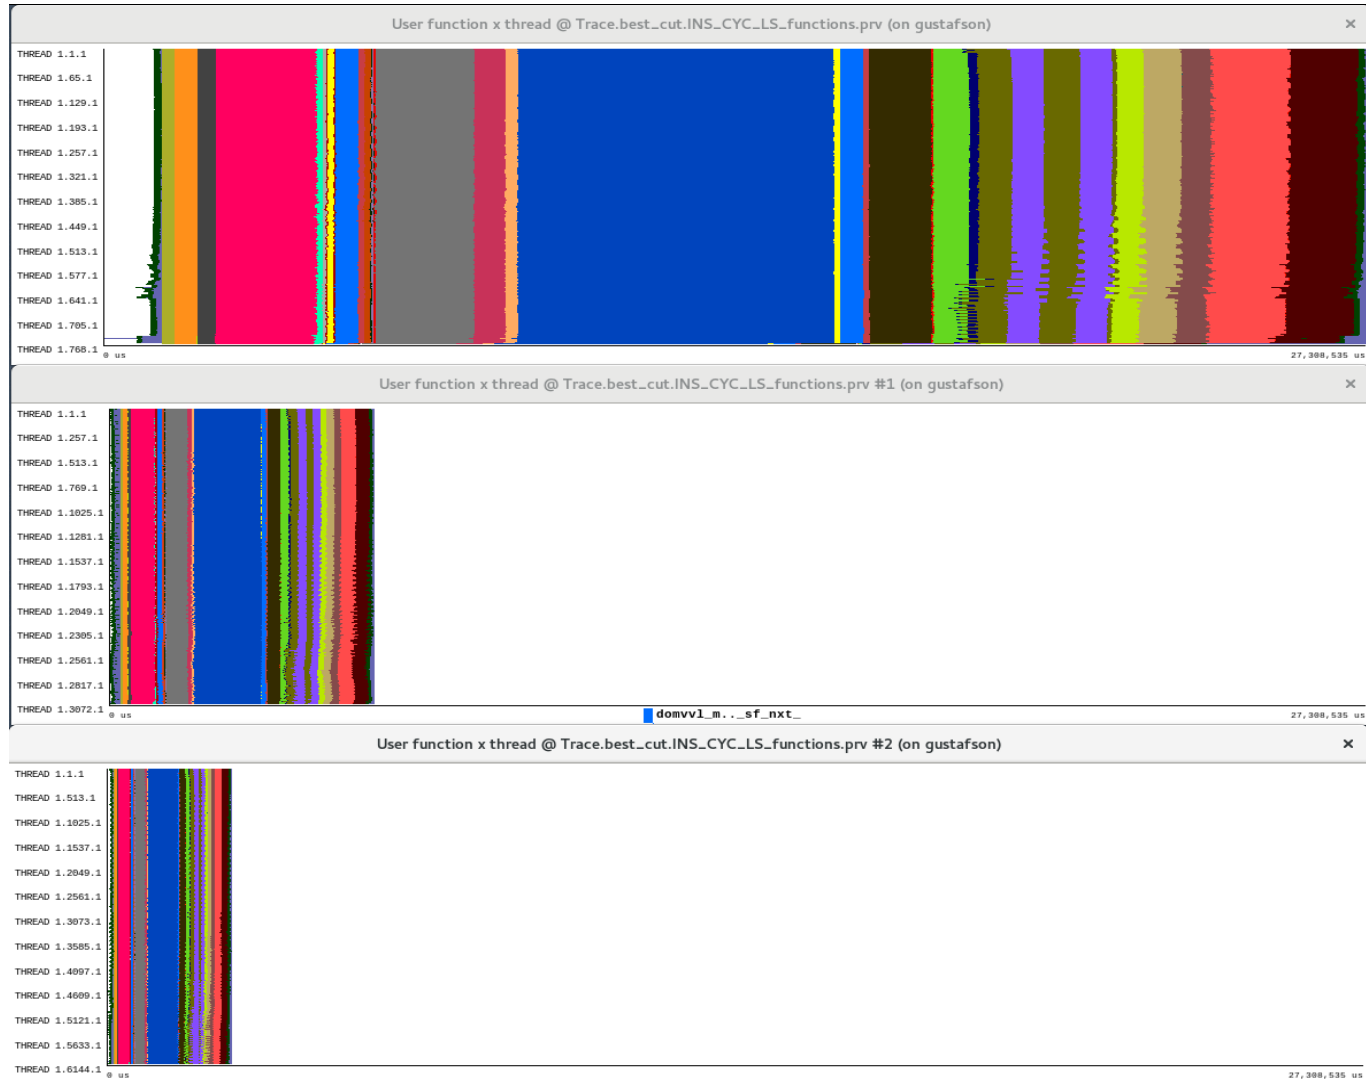 User function x thread @ Trace.best_cut.INS_CYC_LS_functions.prv (on gustafson)
×
THREAD 1.1.1
THREAD 1.65.1
THREAD 1.129.1
THREAD 1.193.1
THREAD 1.257.1
THREAD 1.321.1
THREAD 1.385.1
THREAD 1.449.1
THREAD 1.513.1
THREAD 1.577.1
THREAD 1.641.1
THREAD 1.705.1
THREAD 1.768.1
0 us
27,308,535 us
User function x thread @ Trace.best_cut.INS_CYC_LS_functions.prv #1 (on gustafson)
×
THREAD 1.1.1
THREAD 1.257.1
THREAD 1.513.1
THREAD 1.769.1
THREAD 1.1025.1
THREAD 1.1281.1
THREAD 1.1537.1
THREAD 1.1793.1
THREAD 1.2049.1
THREAD 1.2305.1
THREAD 1.2561.1
THREAD 1.2817.1
THREAD 1.3072.1
0 us
domvvl_m.._sf_nxt_
27,308,535 us
User function x thread @ Trace.best_cut.INS_CYC_LS_functions.prv #2 (on gustafson)
×
THREAD 1.1.1
THREAD 1.513.1
THREAD 1.1025.1
THREAD 1.1537.1
THREAD 1.2049.1
THREAD 1.2561.1
THREAD 1.3073.1
THREAD 1.3585.1
THREAD 1.4097.1
THREAD 1.4609.1
THREAD 1.5121.1
THREAD 1.5633.1
THREAD 1.6144.1
0 us
27,308,535 us